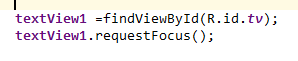 textView1 =findViewById(R.id.tv);
textView1.requestFocus();